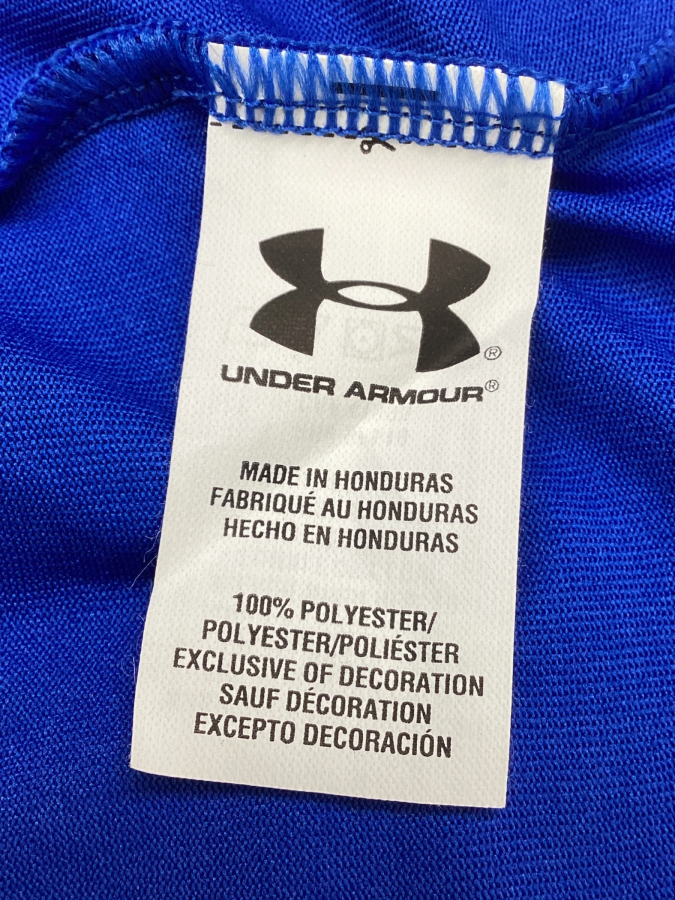 UNDER ARMOUR®
MADE IN HONDURAS
FABRIQUÉ AU HONDURAS
HECHO EN HONDURAS
100% POLYESTER/
POLYESTER/POLIÉSTER
EXCLUSIVE OF DECORATION
SAUF DÉCORATION
EXCEPTO DECORACIÓN